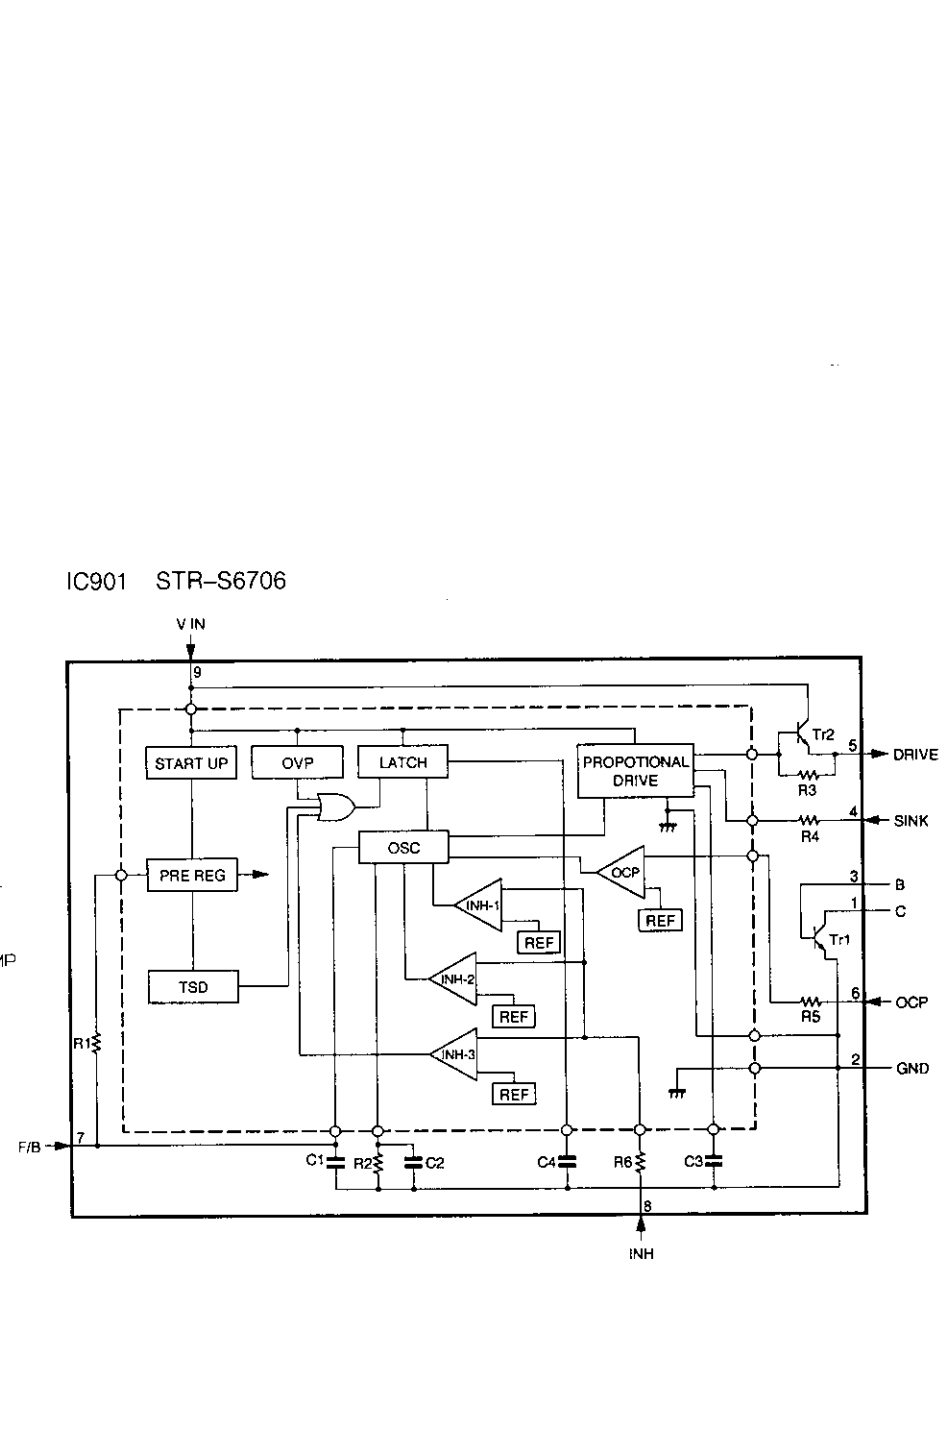 IC901 STR–S6706
V IN
9
Tr2
START UP
OVP
LATCH
PROPOTIONAL
DRIVE
5
DRIVE
R3
4
SINK
R4
OSC
PRE REG
OCP
REF
3
B
INH-1
REF
1
C
Tr1
MP
TSD
INH-2
REF
6
OCP
R5
R1
INH-3
REF
2
GND
F/B
7
C1
R2
C2
C4
R6
C3
8
INH